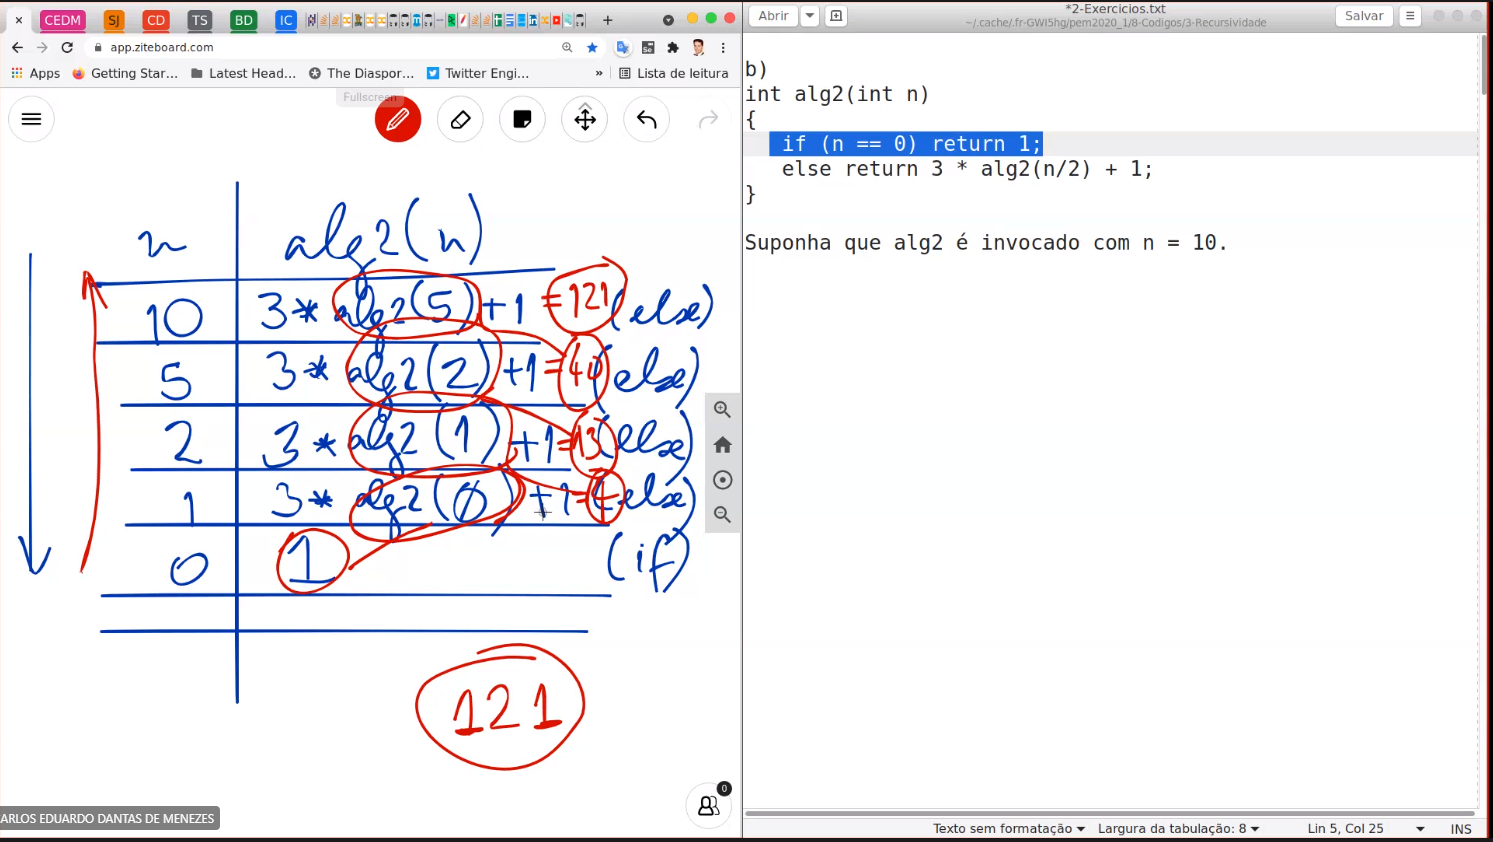 CEDM SJ CD TS BD IC
app.ziteboard.com
Apps Getting Star... Latest Head... The Diaspor... Twitter Engi... » Lista de leitura
Fullscreen
n alg2(n)
10 3* alg2(5) +1 =121 (else)
5 3* alg2(2) +1 =40 (else)
2 3* alg2(1) +1 =13 (else)
1 3* alg2(0) +1 =4 (else)
0 1 (if)
121
0
ARLOS EDUARDO DANTAS DE MENEZES
Abrir
*2-Exercicios.txt
~/.cache/.fr-GWI5hg/pem2020_1/8-Codigos/3-Recursividade
Salvar
b)
int alg2(int n)
{
if (n == 0) return 1;
else return 3 * alg2(n/2) + 1;
}
Suponha que alg2 é invocado com n = 10.
Texto sem formatação Largura da tabulação: 8 Lin 5, Col 25 INS